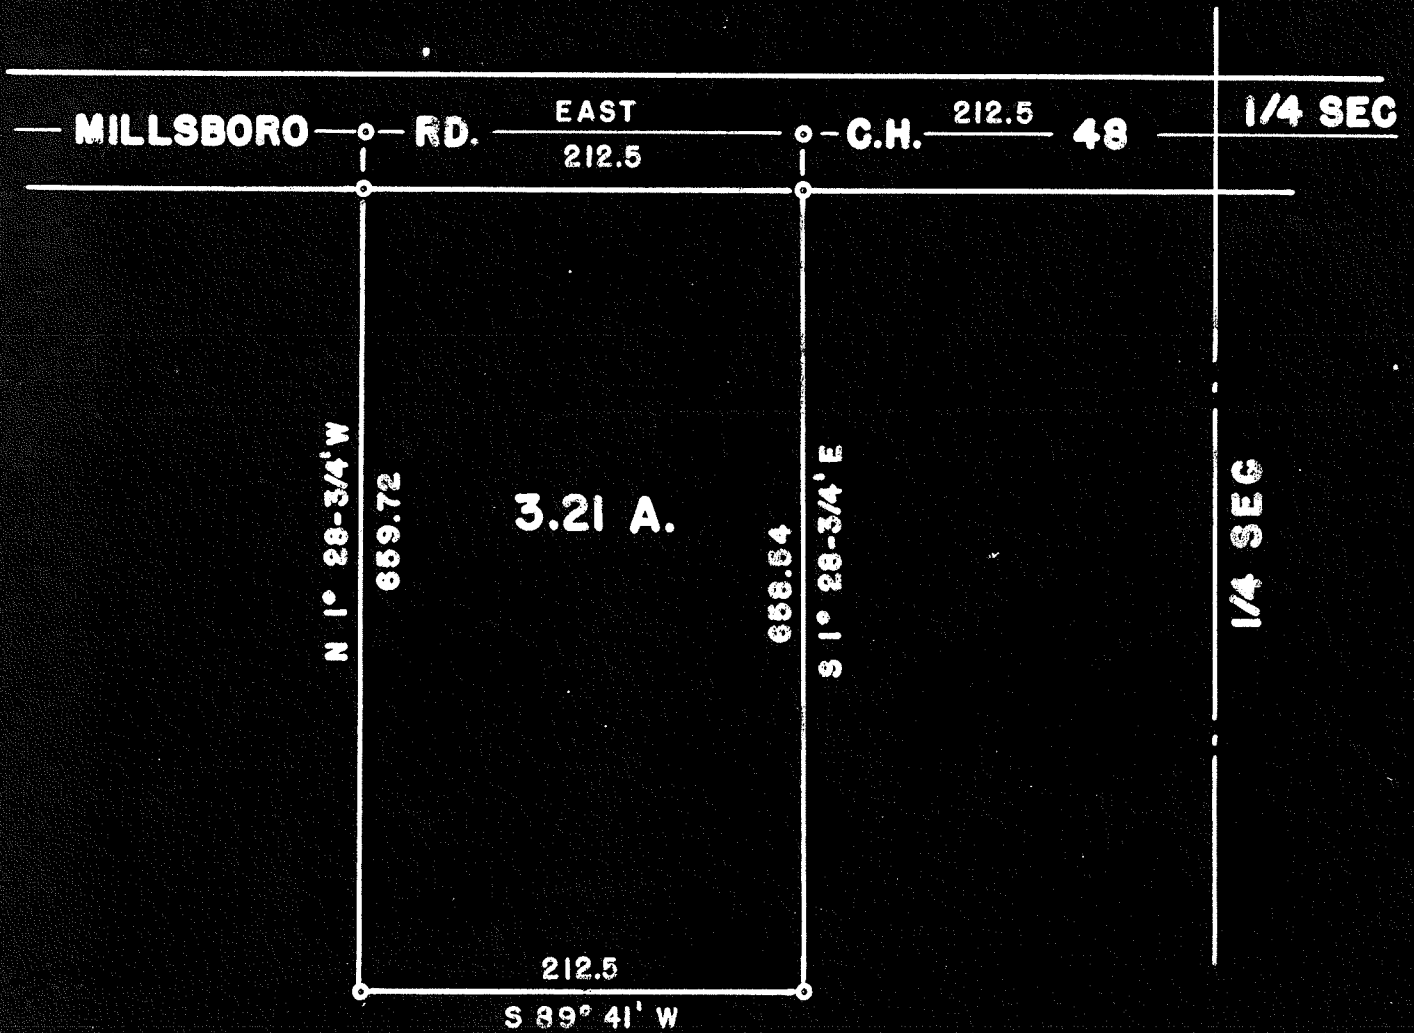 MILLSBORO RD. EAST C.H. 212.5 48 1/4 SEC
212.5
N 1° 28-3/4' W
659.72
3.21 A.
658.54
S 1° 28-3/4' E
1/4 SEC
212.5
S 89° 41' W